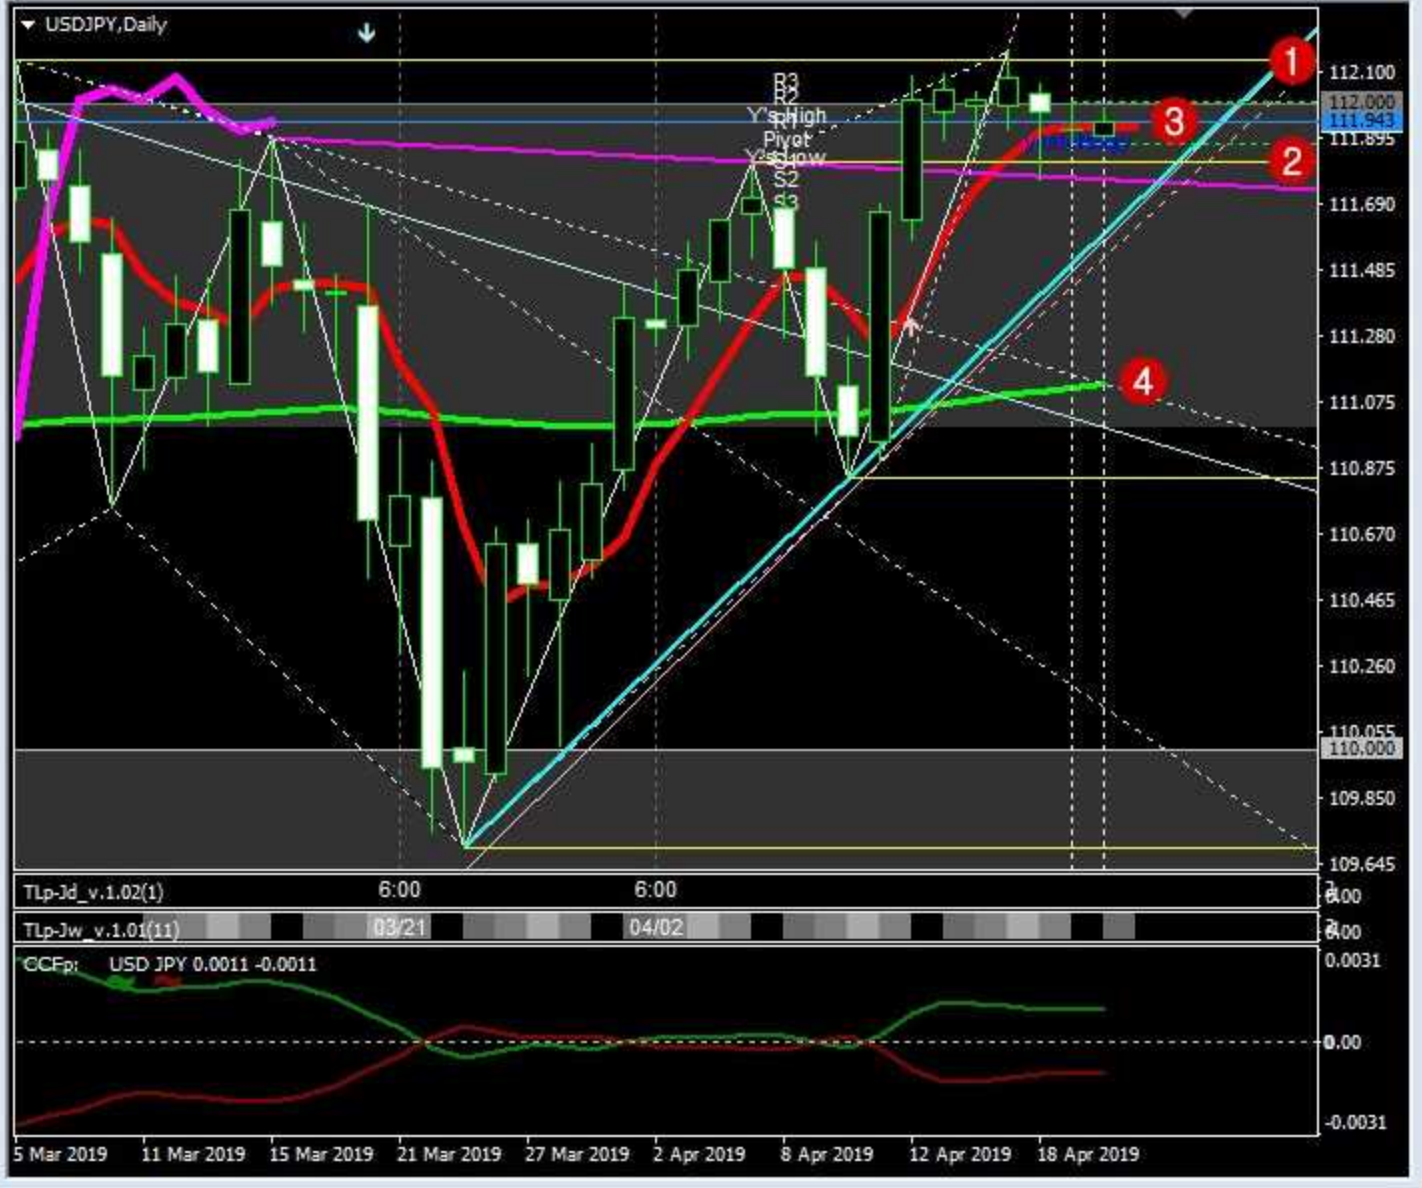 USDJPY,Daily
1
112.100
R3
R2
112.000
Y's High
111.943
3
111.895
Pivot
2
S2
111.690
S3
111.485
111.280
4
111.075
110.875
110.670
110.465
110.260
110.055
110.000
109.850
109.645
TLp-Jd_v.1.02(1)
6:00
6:00
TLp-Jw_v.1.01(11)
03/21
04/02
CCFp: USD JPY 0.0011 -0.0011
0.0031
0.00
-0.0031
5 Mar 2019
11 Mar 2019
15 Mar 2019
21 Mar 2019
27 Mar 2019
2 Apr 2019
8 Apr 2019
12 Apr 2019
18 Apr 2019